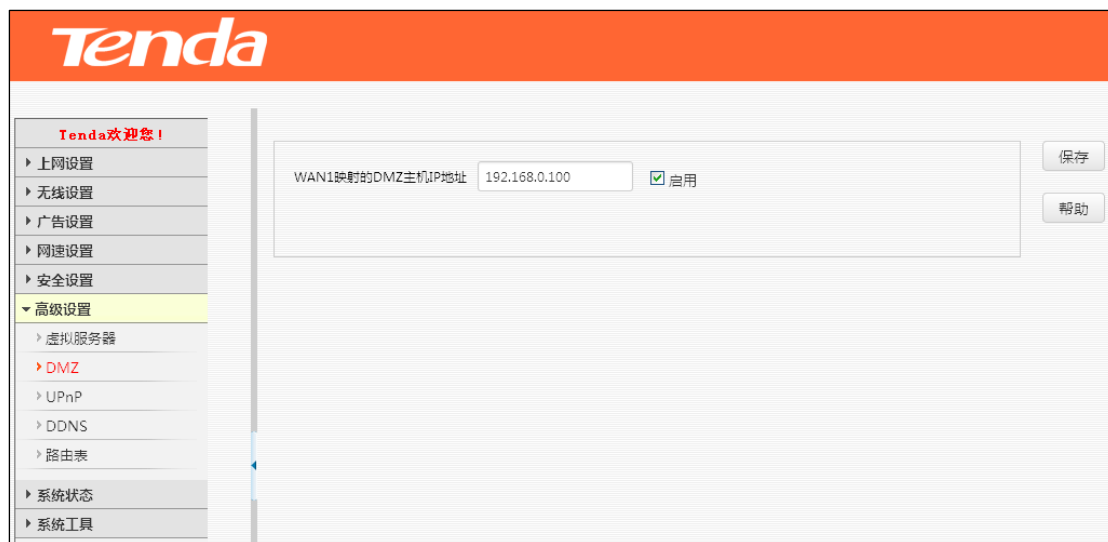 Tenda
Tenda欢迎您！
上网设置
无线设置
广告设置
网速设置
安全设置
高级设置
虚拟服务器
DMZ
UPnP
DDNS
路由表
系统状态
系统工具
WAN1映射的DMZ主机IP地址 192.168.0.100 启用
保存
帮助